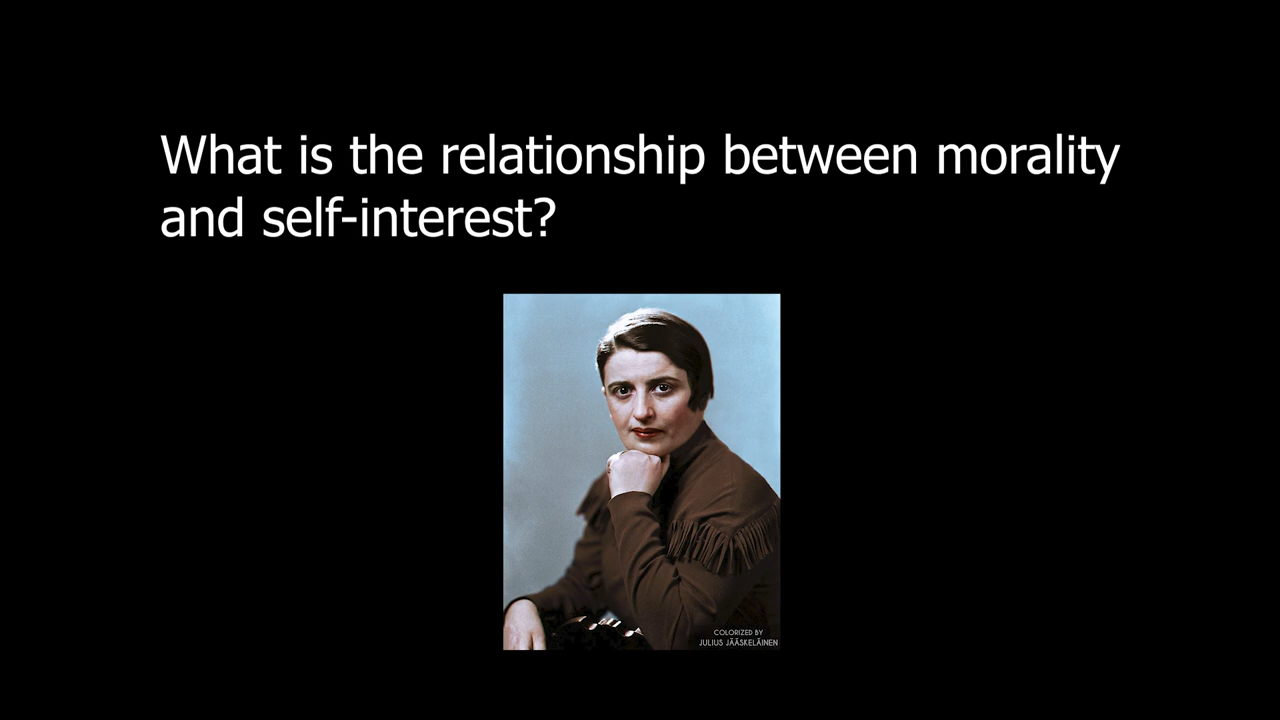 What is the relationship between morality
and self-interest?
COLORIZED BY
JULIUS JÄÄSKELÄINEN